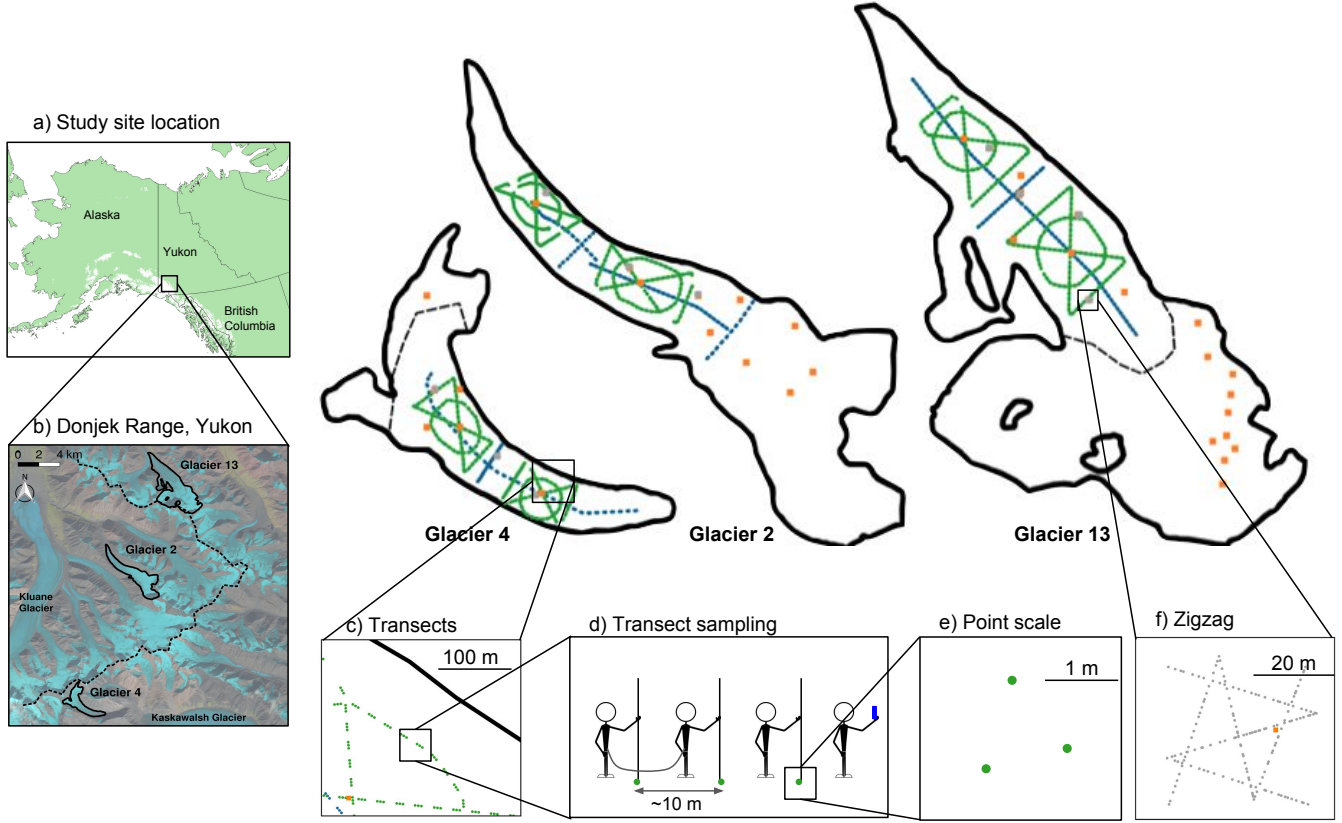 a) Study site location
Alaska
Yukon
British
Columbia
b) Donjek Range, Yukon
0 2 4 km
N
Glacier 13
Glacier 2
Kluane
Glacier
Glacier 4
Kaskawalsh Glacier
Glacier 4
Glacier 2
Glacier 13
c) Transects
100 m
d) Transect sampling
~10 m
e) Point scale
1 m
f) Zigzag
20 m